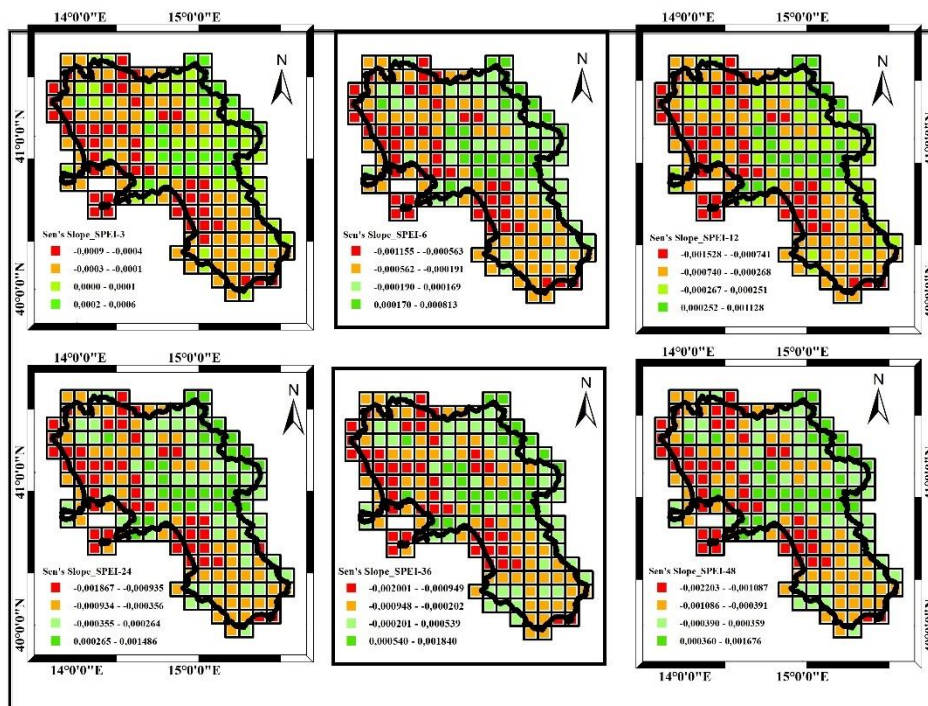 14°0'0"E 15°0'0"E
14°0'0"E 15°0'0"E
N
N
N
41°0'0"N
41°0'0"N
40°0'0"N
40°0'0"N
Sen's Slope_SPEI-3
-0,0009 - -0,0004
-0,0003 - -0,0001
0,0000 - 0,0001
0,0002 - 0,0006
Sen's Slope_SPEI-6
-0,001155 - -0,000563
-0,000562 - -0,000191
-0,000190 - 0,000169
0,000170 - 0,000813
Sen's Slope_SPEI-12
-0,001528 - -0,000741
-0,000740 - -0,000268
-0,000267 - 0,000251
0,000252 - 0,001128
14°0'0"E 15°0'0"E
N
N
N
41°0'0"N
41°0'0"N
40°0'0"N
40°0'0"N
Sen's Slope_SPEI-24
-0,001867 - -0,000935
-0,000934 - -0,000356
-0,000355 - 0,000264
0,000265 - 0,001486
Sen's Slope_SPEI-36
-0,002001 - -0,000949
-0,000948 - -0,000202
-0,000201 - 0,000539
0,000540 - 0,001840
Sen's Slope_SPEI-48
-0,002203 - -0,001087
-0,001086 - -0,000391
-0,000390 - 0,000359
0,000360 - 0,001676
14°0'0"E 15°0'0"E
14°0'0"E 15°0'0"E